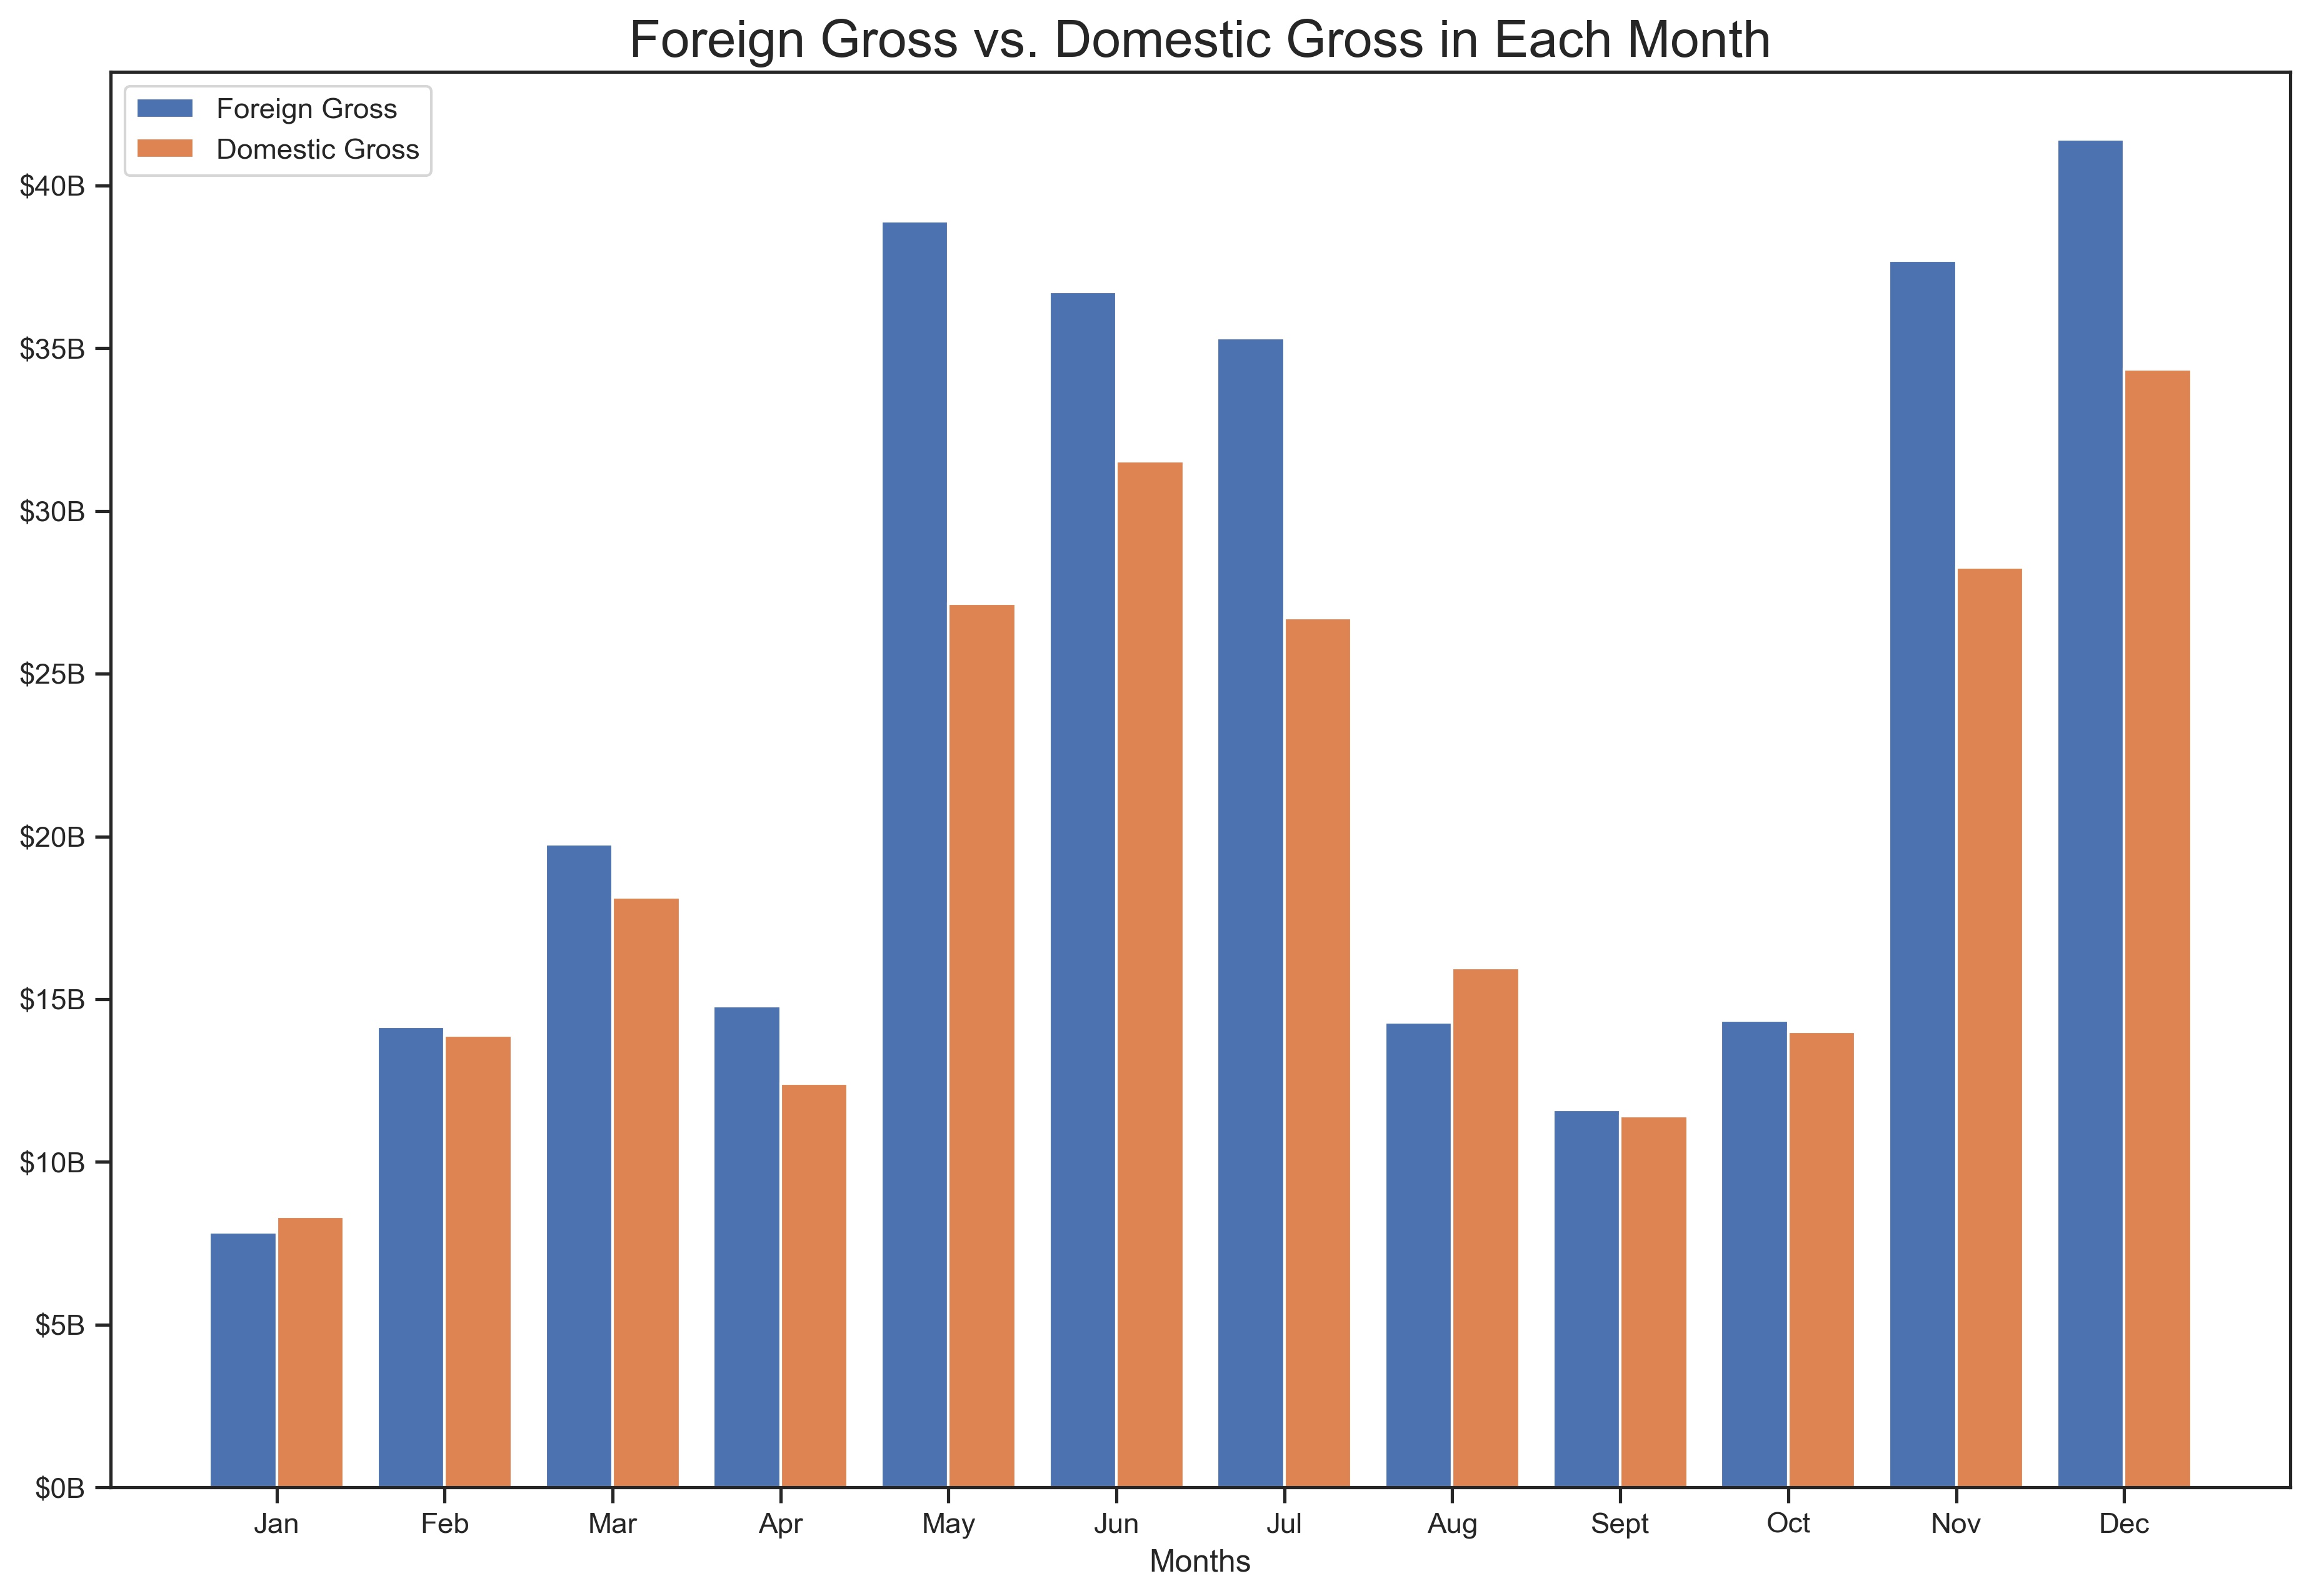 Foreign Gross vs. Domestic Gross in Each Month
Foreign Gross
Domestic Gross
$40B
$35B
$30B
$25B
$20B
$15B
$10B
$5B
$0B
Jan Feb Mar Apr May Jun Jul Aug Sept Oct Nov Dec
Months